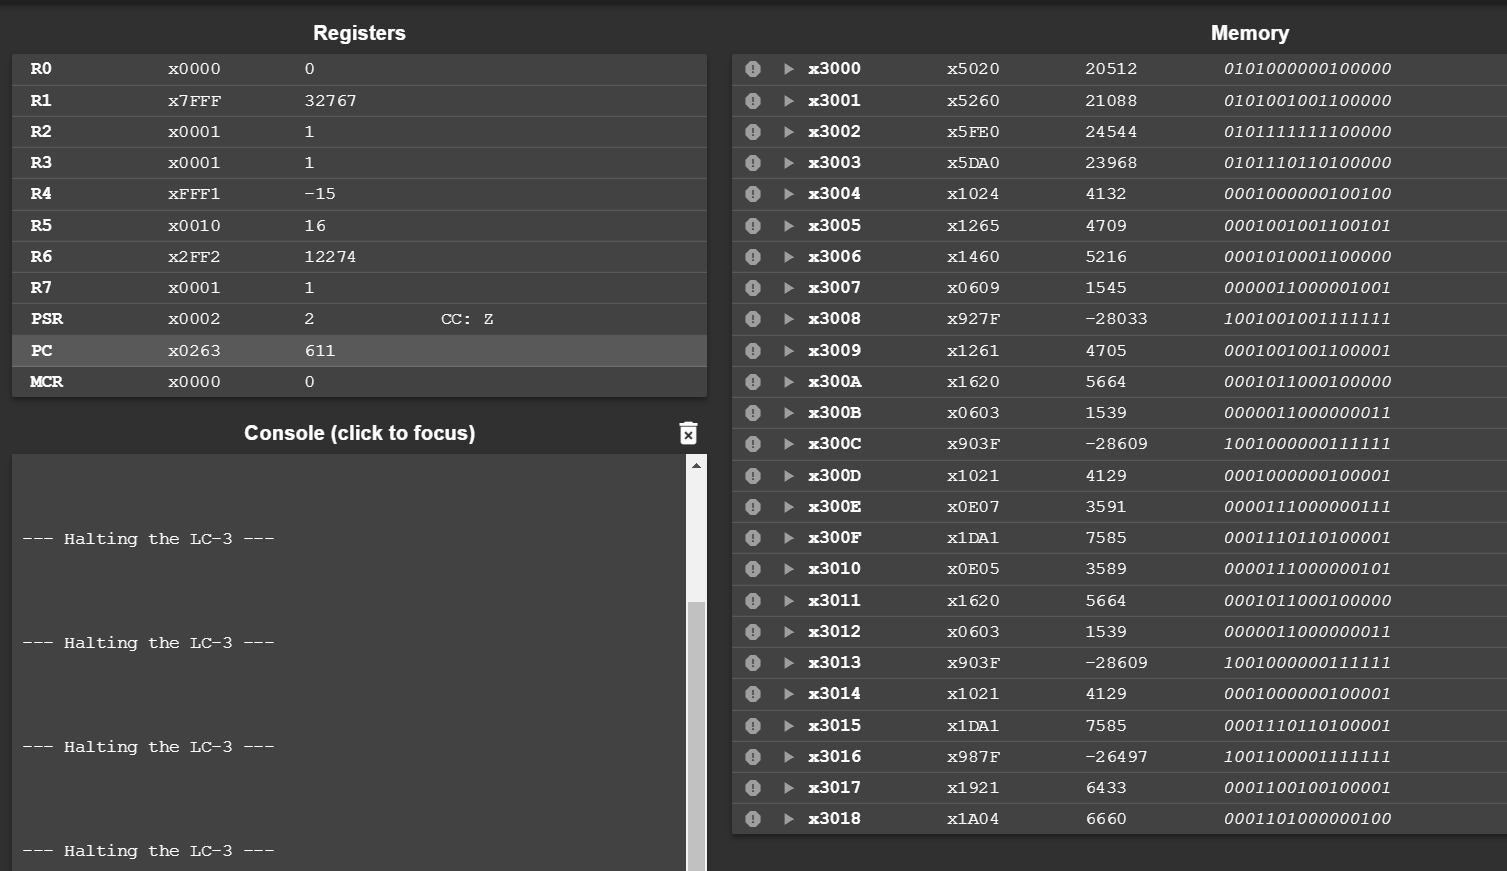 Registers
R0 x0000 0
R1 x7FFF 32767
R2 x0001 1
R3 x0001 1
R4 xFFF1 -15
R5 x0010 16
R6 x2FF2 12274
R7 x0001 1
PSR x0002 2 CC: Z
PC x0263 611
MCR x0000 0
Console (click to focus)
--- Halting the LC-3 ---
--- Halting the LC-3 ---
--- Halting the LC-3 ---
--- Halting the LC-3 ---
Memory
x3000 x5020 20512 0101000000100000
x3001 x5260 21088 0101001001100000
x3002 x5FE0 24544 0101111111100000
x3003 x5DA0 23968 0101110110100000
x3004 x1024 4132 0001000000100100
x3005 x1265 4709 0001001001100101
x3006 x1460 5216 0001010001100000
x3007 x0609 1545 0000011000001001
x3008 x927F -28033 1001001001111111
x3009 x1261 4705 0001001001100001
x300A x1620 5664 0001011000100000
x300B x0603 1539 0000011000000011
x300C x903F -28609 1001000000111111
x300D x1021 4129 0001000000100001
x300E x0E07 3591 0000111000000111
x300F x1DA1 7585 0001110110100001
x3010 x0E05 3589 0000111000000101
x3011 x1620 5664 0001011000100000
x3012 x0603 1539 0000011000000011
x3013 x903F -28609 1001000000111111
x3014 x1021 4129 0001000000100001
x3015 x1DA1 7585 0001110110100001
x3016 x987F -26497 1001100001111111
x3017 x1921 6433 0001100100100001
x3018 x1A04 6660 0001101000000100